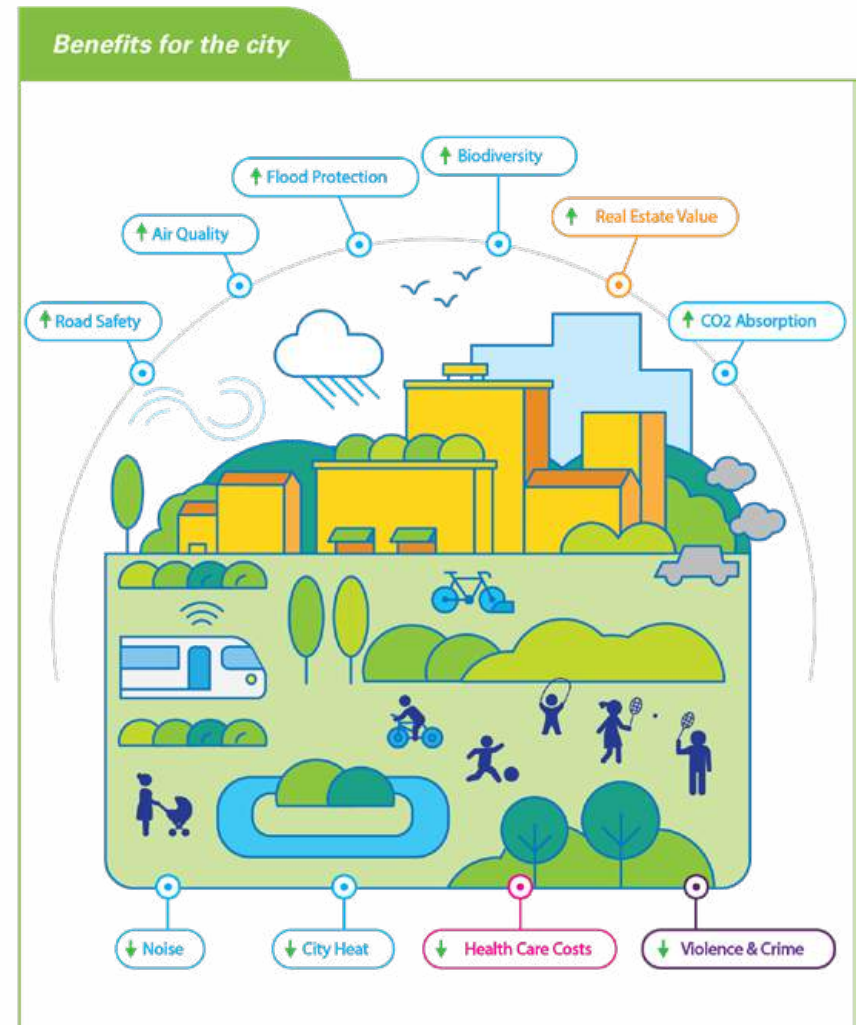 Benefits for the city
Biodiversity
Flood Protection
Real Estate Value
Air Quality
Road Safety
CO2 Absorption
Noise
City Heat
Health Care Costs
Violence & Crime